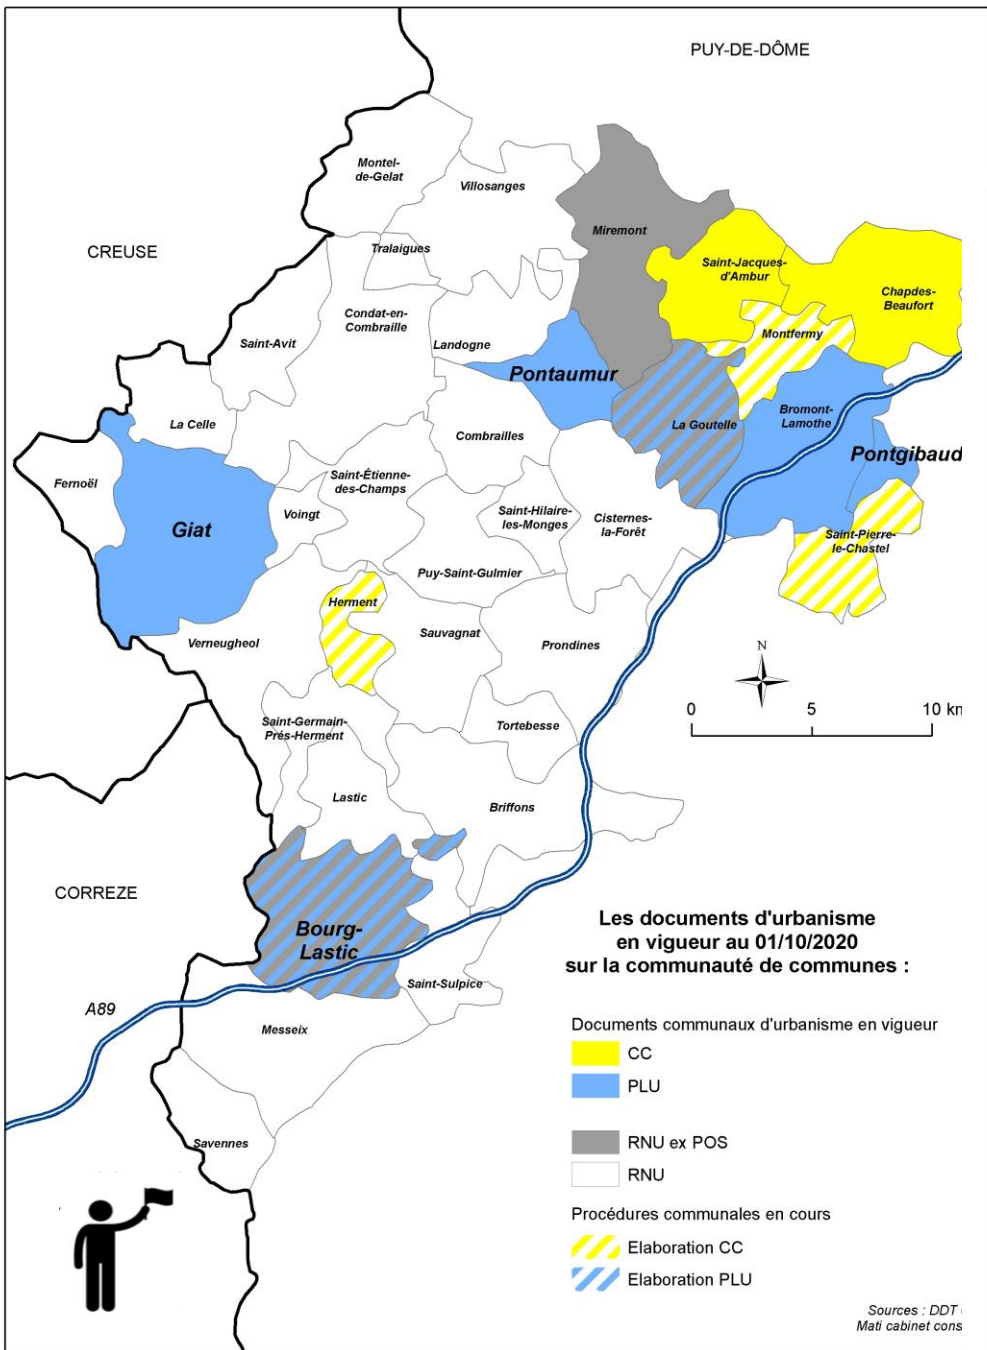 PUY-DE-DÔME
Montel-
de-Gelat
Villosanges
Miremont
CREUSE
Tralaigues
Saint-Jacques-
d'Ambur
Chapdes-
Beaufort
Condat-en-
Combraille
Saint-Avit
Landogne
Montfermy
Pontaumur
La Celle
Combrailles
La Goutelle
Bromont-
Lamothe
Pontgibaud
Fernoël
Saint-Étienne-
des-Champs
Giat
Voingt
Saint-Hilaire-
les-Monges
Cisternes-
la-Forêt
Saint-Pierre-
le-Chastel
Puy-Saint-Gulmier
Herment
Sauvagnat
Verneugheol
Prondines
N
0 5 10 km
Saint-Germain-
Prés-Herment
Tortebesse
Lastic
Briffons
CORREZE
Bourg-
Lastic
Les documents d'urbanisme
en vigueur au 01/10/2020
sur la communauté de communes :
Saint-Sulpice
A89
Messeix
Documents communaux d'urbanisme en vigueur
CC
PLU
RNU ex POS
Savennes
RNU
Procédures communales en cours
Elaboration CC
Elaboration PLU
Sources : DDT
Mati cabinet cons